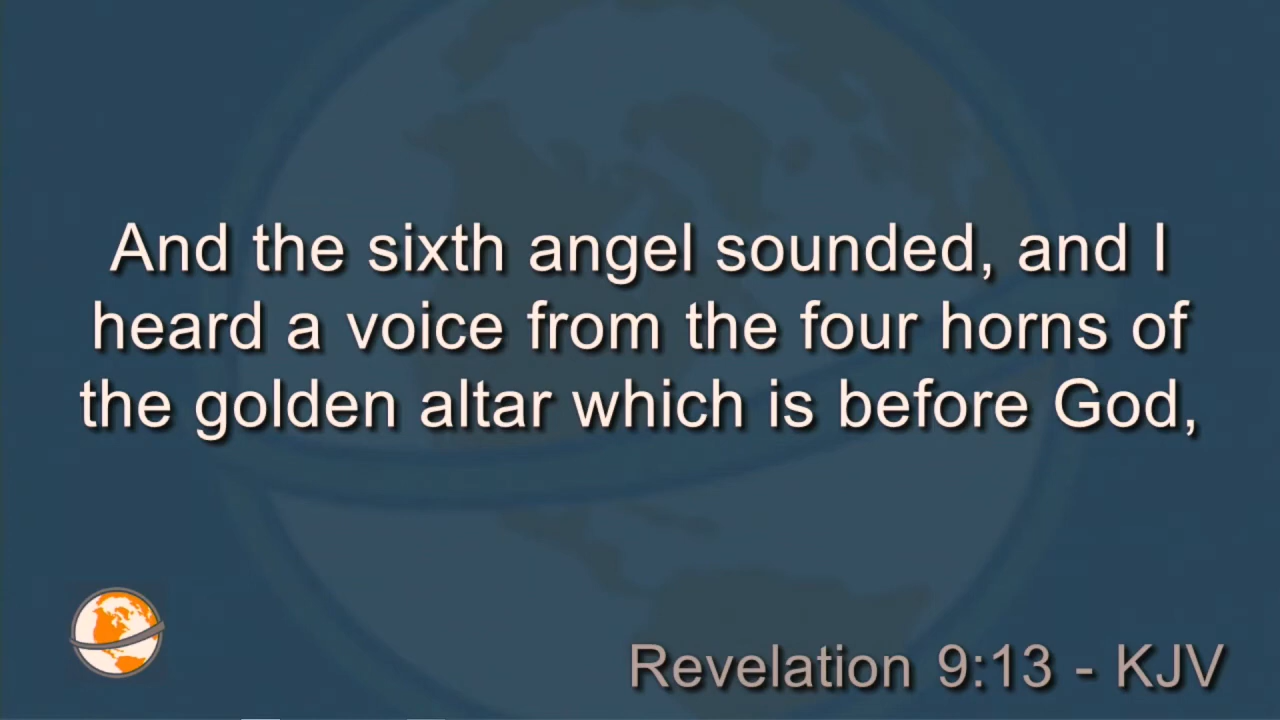 And the sixth angel sounded, and I
heard a voice from the four horns of
the golden altar which is before God,
Revelation 9:13 - KJV